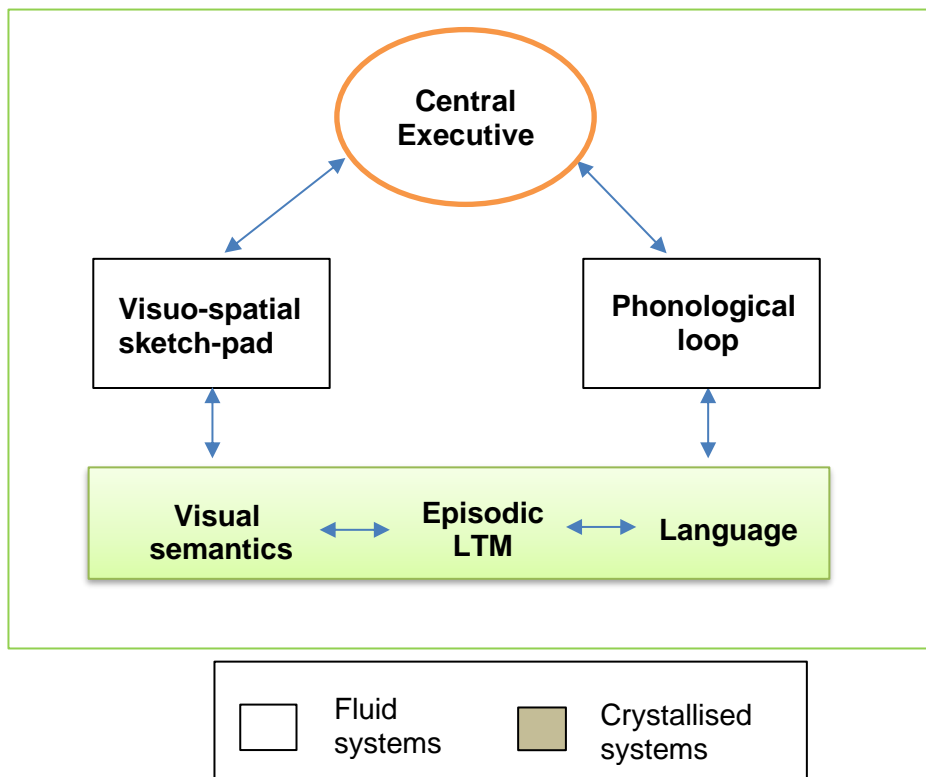 Central
Executive
Visuo-spatial
sketch-pad
Phonological
loop
Visual
semantics
Episodic
LTM
Language
Fluid
systems
Crystallised
systems